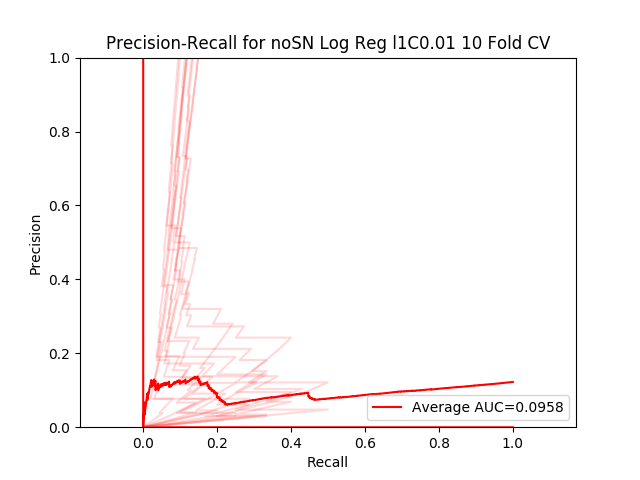 Precision-Recall for noSN Log Reg l1C0.01 10 Fold CV
1.0
0.8
0.6
0.4
0.2
0.0
Precision
0.0 0.2 0.4 0.6 0.8 1.0
Recall
Average AUC=0.0958